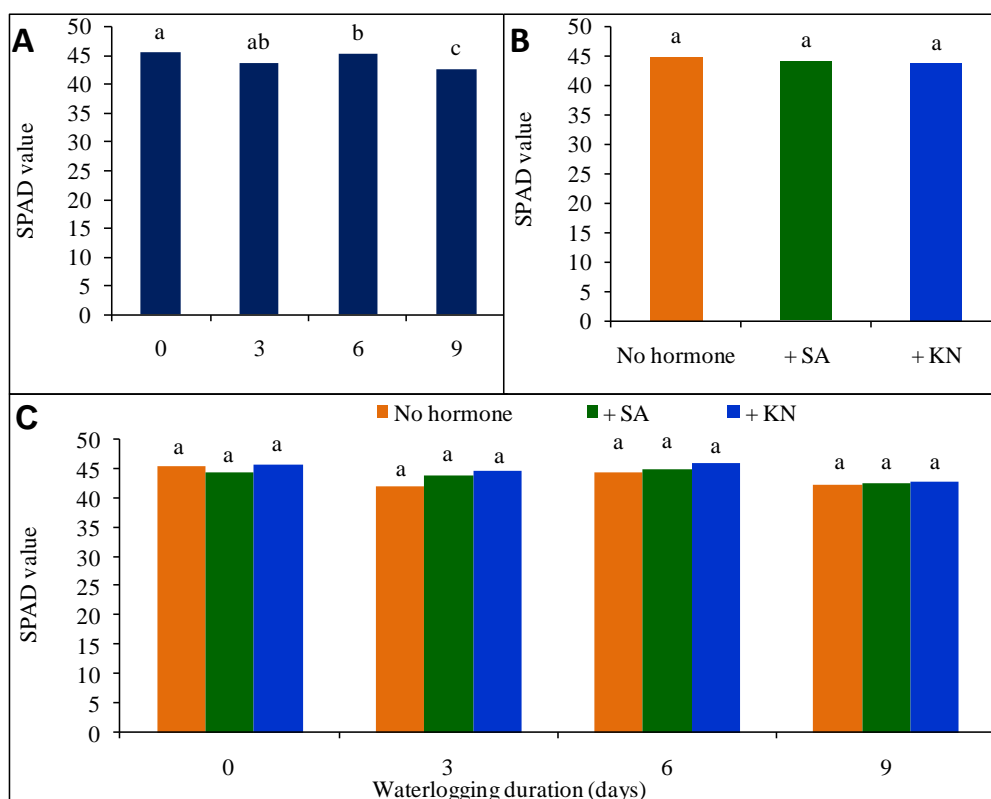 A
SPAD value
50
45
40
35
30
25
20
15
10
5
0
a
ab
b
c
0 3 6 9
B
SPAD value
50
45
40
35
30
25
20
15
10
5
0
a
a
a
No hormone + SA + KN
C
No hormone + SA + KN
SPAD value
50
45
40
35
30
25
20
15
10
5
0
a a a
a a a
a a a
a a a
0 3 6 9
Waterlogging duration (days)